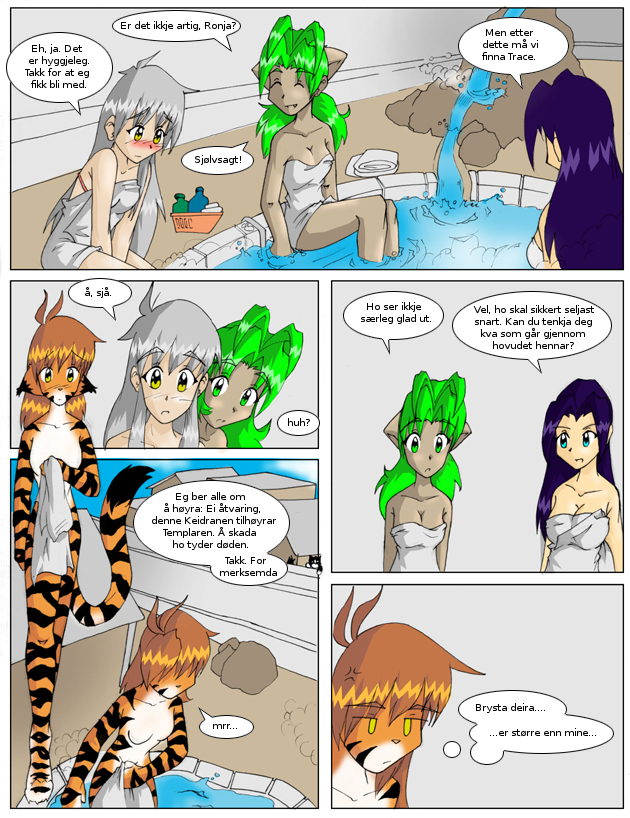 Er det ikkje artig, Ronja?
Eh, ja. Det
er hyggjeleg.
Takk for at eg
fikk bli med.
Sjølvsagt!
Men etter
dette må vi
finna Trace.
å, sjå.
huh?
Ho ser ikkje
særleg glad ut.
Vel, ho skal sikkert seljast
snart. Kan du tenkja deg
kva som går gjennom
hovudet hennar?
Eg ber alle om
å høyra: Ei åtvaring,
denne Keidranen tilhøyrar
Templaren. Å skada
ho tyder døden.
Takk. For
merksemda
mrr...
Brysta deira....
...er større enn mine...